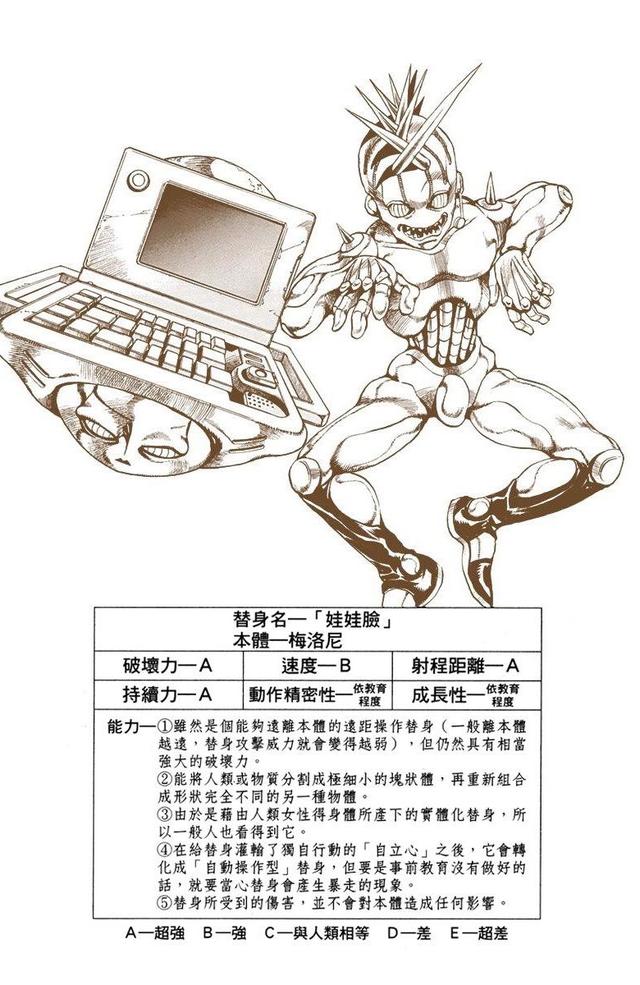 替身名—「娃娃臉」
本體—梅洛尼
破壞力—A 速度—B 射程距離—A
持續力—A 動作精密性—依教育程度 成長性—依教育程度
能力—①雖然是個能夠遠離本體的遠距操作替身（一般離本體
越遠，替身攻擊威力就會變得越弱），但仍然具有相當
強大的破壞力。
②能將人類或物質分割成極細小的塊狀體，再重新組合
成形狀完全不同的另一種物體。
③由於是藉由人類女性得身體所產下的實體化替身，所
以一般人也看得到它。
④在給替身灌輸了獨自行動的「自立心」之後，它會轉
化成「自動操作型」替身，但要是事前教育沒有做好的
話，就要當心替身會產生暴走的現象。
⑤替身所受到的傷害，並不會對本體造成任何影響。
A—超強 B—強 C—與人類相等 D—差 E—超差